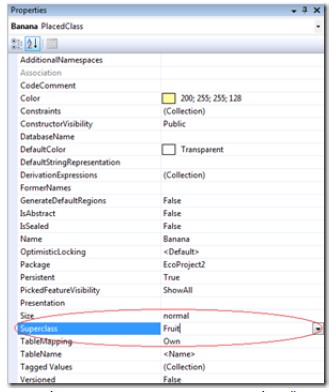 Properties
Banana PlacedClass
AdditionalNamespaces
Association
CodeComment
Color 200; 255; 255; 128
Constraints (Collection)
ConstructorVisibility Public
DatabaseName
DefaultColor Transparent
DefaultStringRepresentation
DerivationExpressions (Collection)
FormerNames
GenerateDefaultRegions False
IsAbstract False
IsSealed False
Name Banana
OptimisticLocking <Default>
Package EcoProject2
Persistent True
PickedFeatureVisibility ShowAll
Presentation
Size normal
Superclass Fruit
TableMapping Own
TableName <Name>
Tagged Values (Collection)
Versioned False